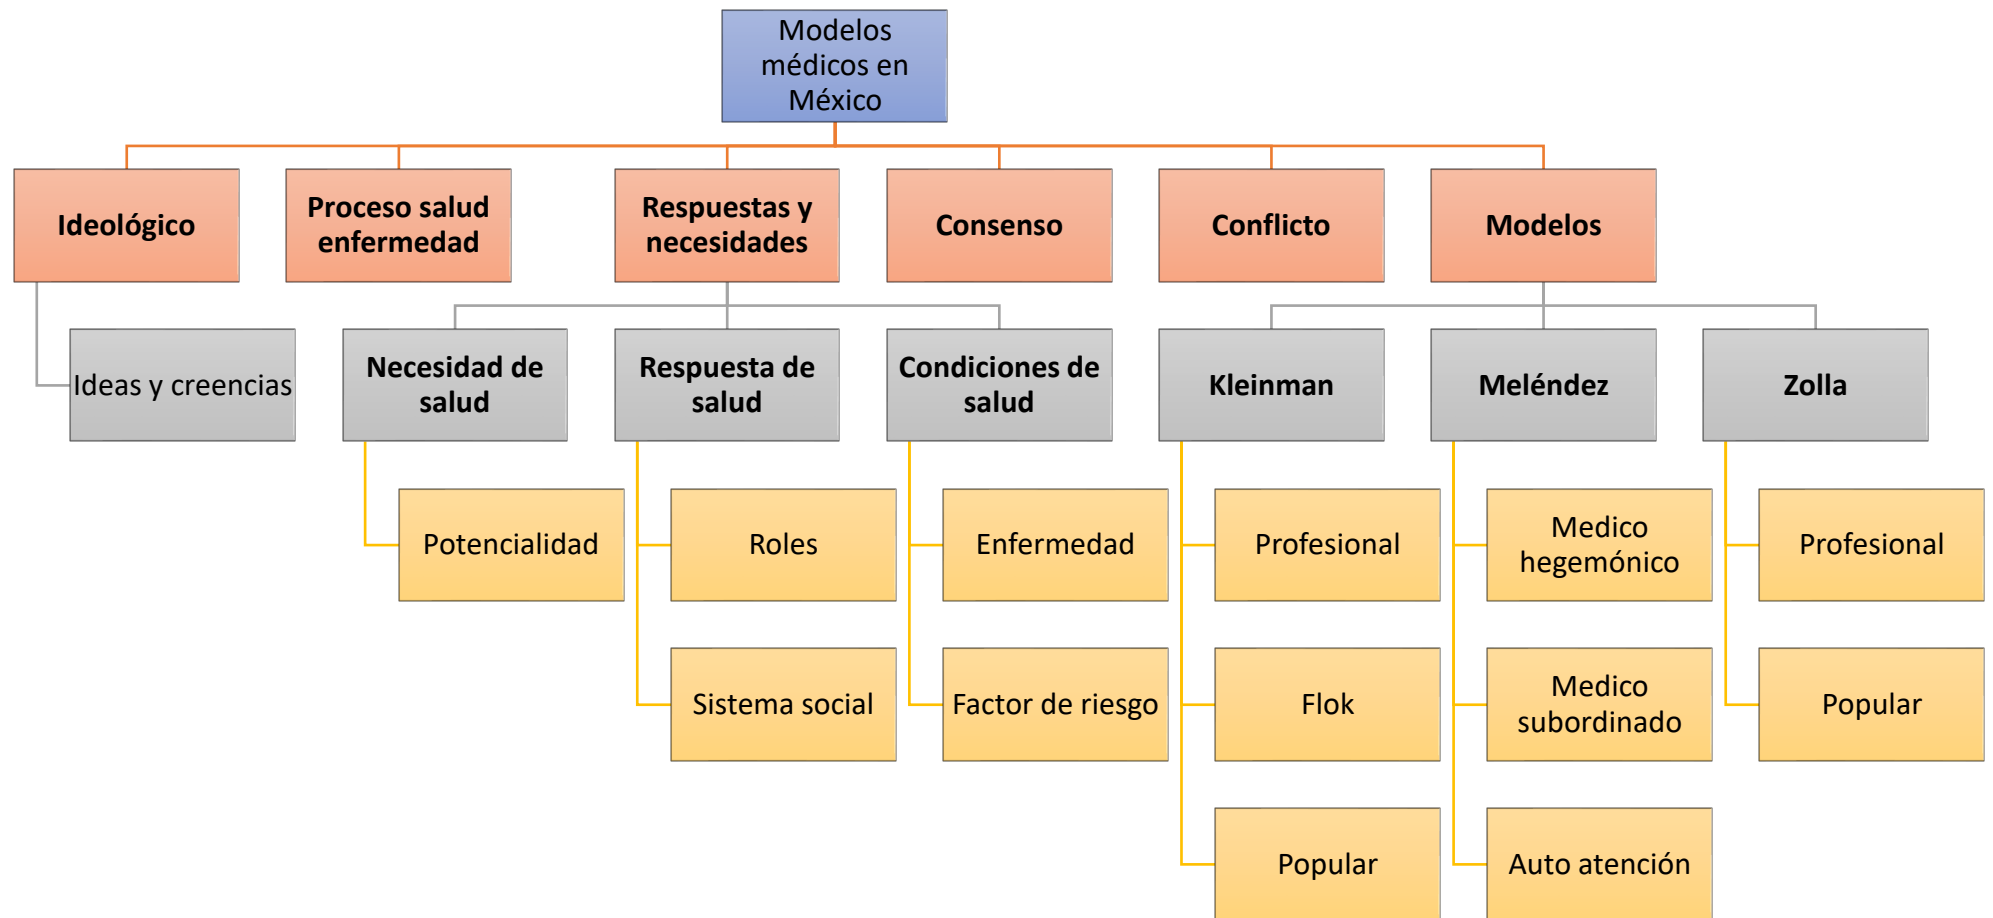 Modelos
médicos en
México
Ideológico
Proceso salud
enfermedad
Respuestas y
necesidades
Consenso
Conflicto
Modelos
Ideas y creencias
Necesidad de
salud
Respuesta de
salud
Condiciones de
salud
Kleinman
Meléndez
Zolla
Potencialidad
Roles
Enfermedad
Profesional
Medico
hegemónico
Profesional
Sistema social
Factor de riesgo
Flok
Medico
subordinado
Popular
Popular
Auto atención